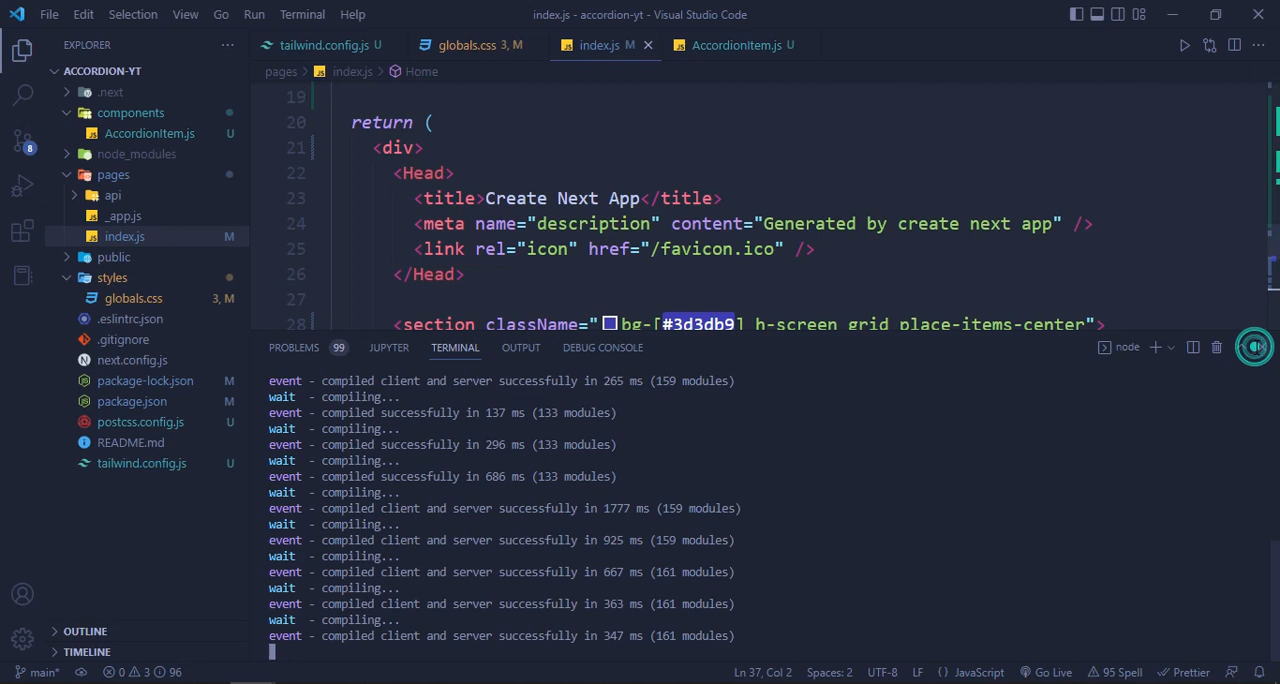 File Edit Selection View Go Run Terminal Help index.js - accordion-yt - Visual Studio Code
EXPLORER
tailwind.config.js U globals.css 3, M index.js M AccordionItem.js U
ACCORDION-YT
pages index.js Home
.next
components
AccordionItem.js U
node_modules
pages
api
_app.js
index.js M
public
styles
globals.css 3, M
.eslintrc.json
.gitignore
next.config.js
package-lock.json M
package.json M
postcss.config.js U
README.md
tailwind.config.js U
OUTLINE
TIMELINE
8
19
20 return (
21 <div>
22 <Head>
23 <title>Create Next App</title>
24 <meta name="description" content="Generated by create next app" />
25 <link rel="icon" href="/favicon.ico" />
26 </Head>
27
28 <section className="bg-[#3d3db9] h-screen grid place-items-center">
PROBLEMS 99 JUPYTER TERMINAL OUTPUT DEBUG CONSOLE node
event - compiled client and server successfully in 265 ms (159 modules)
wait - compiling...
event - compiled successfully in 137 ms (133 modules)
wait - compiling...
event - compiled successfully in 296 ms (133 modules)
wait - compiling...
event - compiled successfully in 686 ms (133 modules)
wait - compiling...
event - compiled client and server successfully in 1777 ms (159 modules)
wait - compiling...
event - compiled client and server successfully in 925 ms (159 modules)
wait - compiling...
event - compiled client and server successfully in 667 ms (161 modules)
wait - compiling...
event - compiled client and server successfully in 363 ms (161 modules)
wait - compiling...
event - compiled client and server successfully in 347 ms (161 modules)
main* 0 3 96 Ln 37, Col 2 Spaces: 2 UTF-8 LF {} JavaScript Go Live 95 Spell Prettier